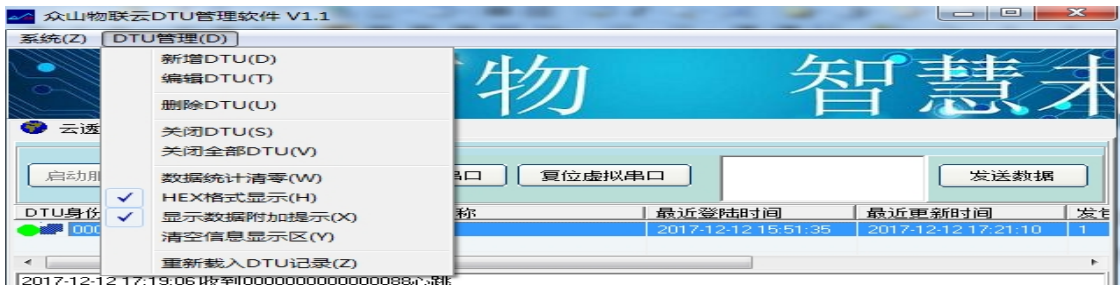 众山物联云DTU管理软件 V1.1
系统(Z) DTU管理(D)
物 智慧未
新增DTU(D)
编辑DTU(T)
删除DTU(U)
云透
关闭DTU(S)
关闭全部DTU(V)
启动 串口 复位虚拟串口 发送数据
数据统计清零(W)
HEX格式显示(H)
显示数据附加提示(X)
清空信息显示区(Y)
重新载入DTU记录(Z)
DTU身份 称 最近登陆时间 最近更新时间 发
000 2017-12-12 15:51:35 2017-12-12 17:21:10 1
2017-12-12 17:19:06 收到0000000000000088心跳